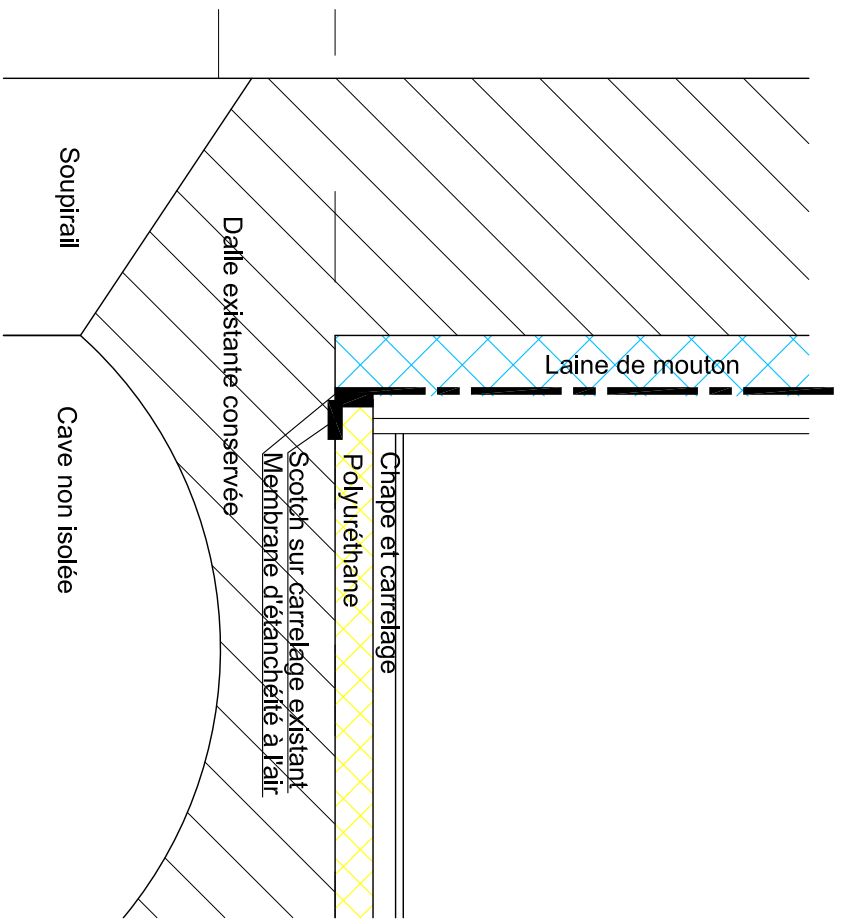 Laine de mouton
Chape et carrelage
Polyuréthane
Scotch sur carrelage existant
Membrane d'étanchéité à l'air
Dalle existante conservée
Soupirail
Cave non isolée